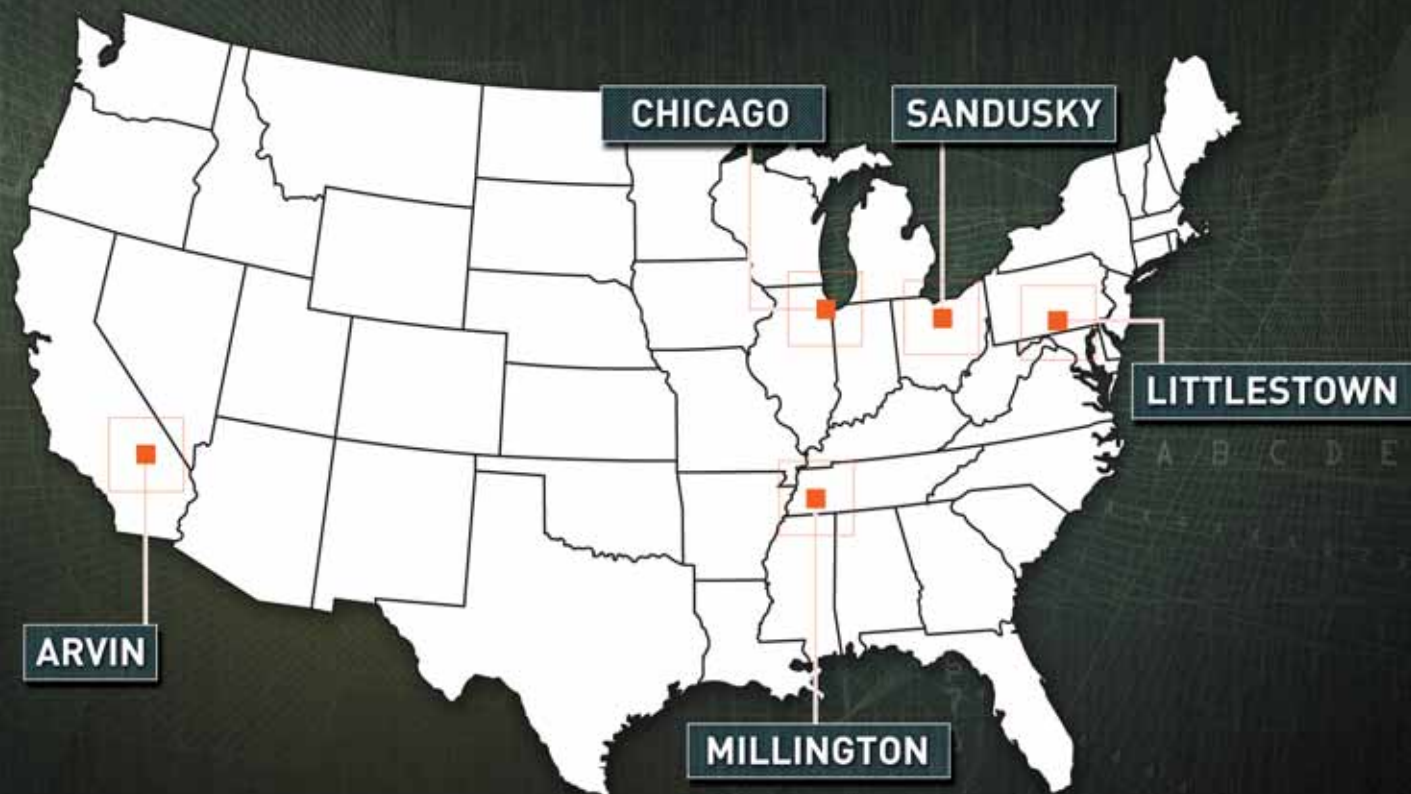 CHICAGO
SANDUSKY
LITTLESTOWN
A B C D E
ARVIN
MILLINGTON